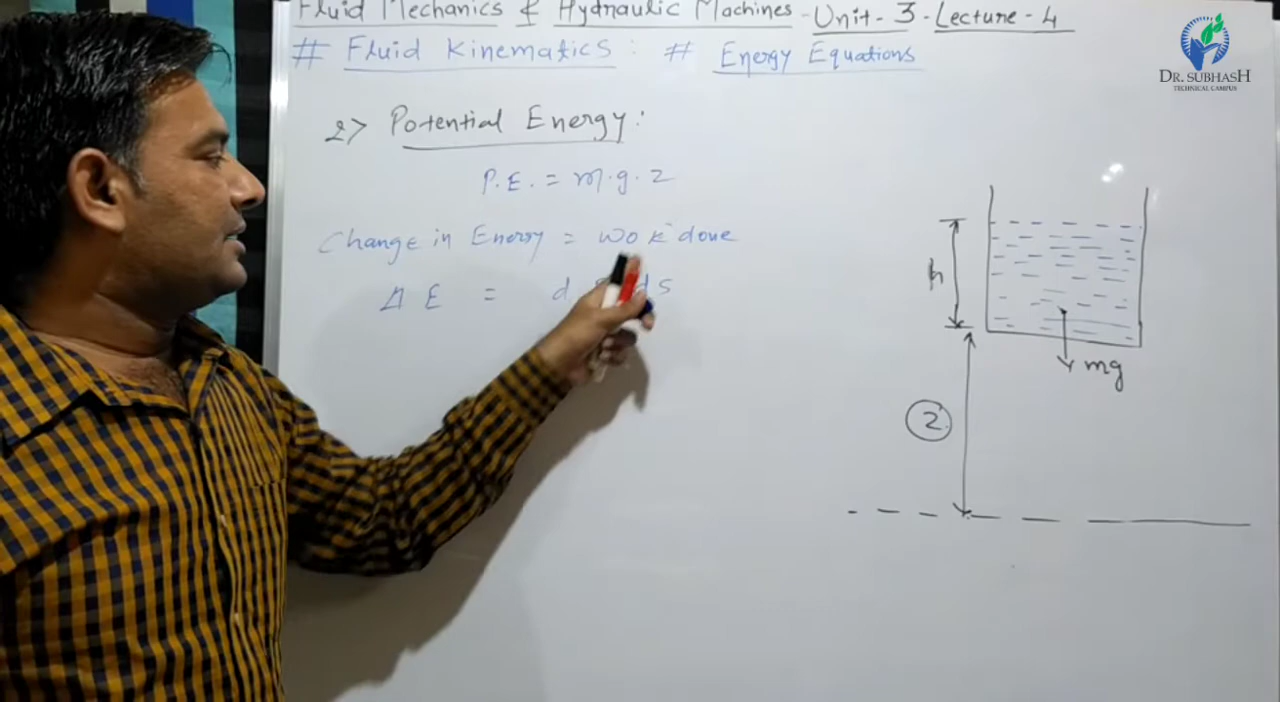 Fluid Mechanics & Hydraulic Machines - Unit - 3 - Lecture - 4
# Fluid Kinematics : # Energy Equations
DR. SUBHASH
TECHNICAL CAMPUS
2> Potential Energy :
P.E. = m.g.z
Change in Energy = Work done
Δ E = d ds
h
mg
z